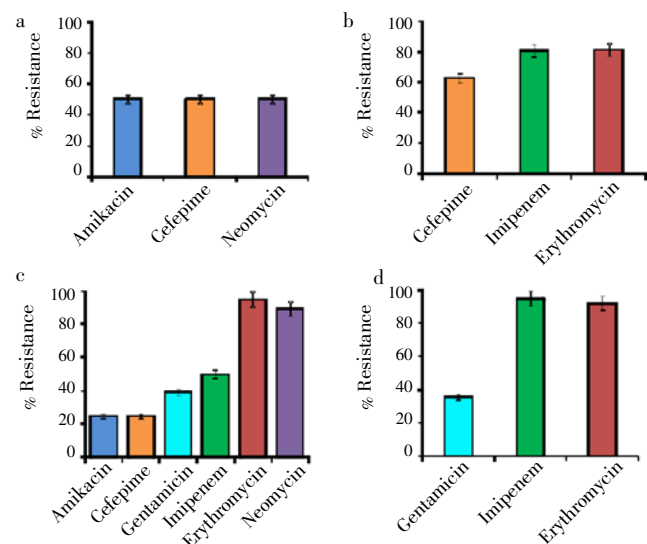 a
100
80
60
40
20
0
% Resistance
Amikacin
Cefepime
Neomycin
b
100
80
60
40
20
0
% Resistance
Cefepime
Imipenem
Erythromycin
c
100
80
60
40
20
0
% Resistance
Amikacin
Cefepime
Gentamicin
Imipenem
Erythromycin
Neomycin
d
100
80
60
40
20
0
% Resistance
Gentamicin
Imipenem
Erythromycin